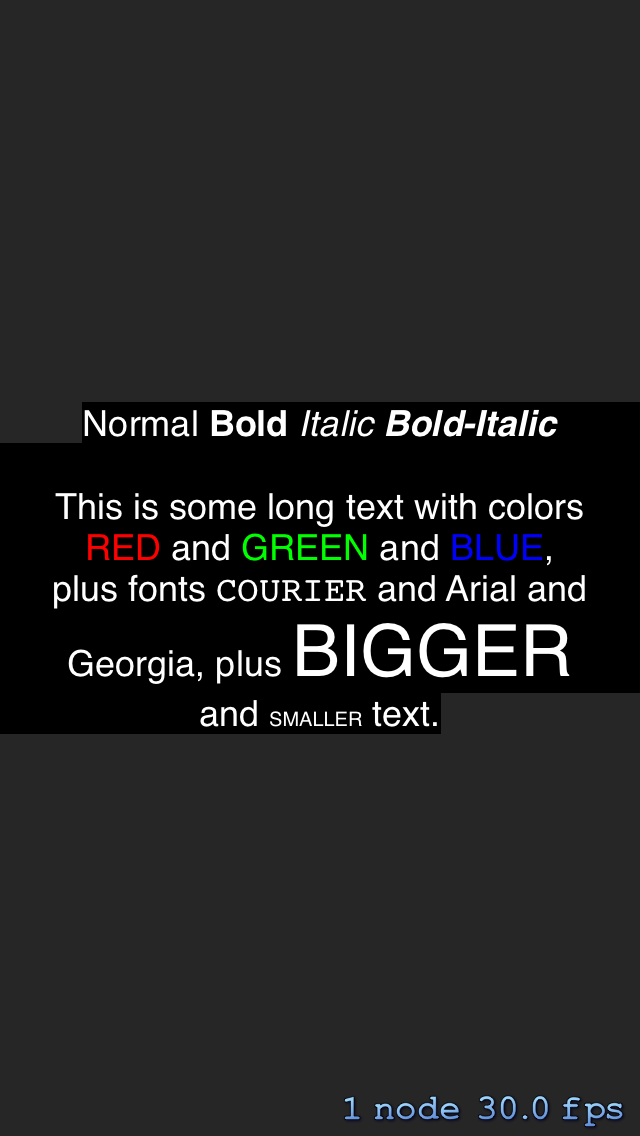 Normal Bold Italic Bold-Italic
This is some long text with colors
RED and GREEN and BLUE,
plus fonts COURIER and Arial and
Georgia, plus BIGGER
and SMALLER text.
1 node 30.0 fps